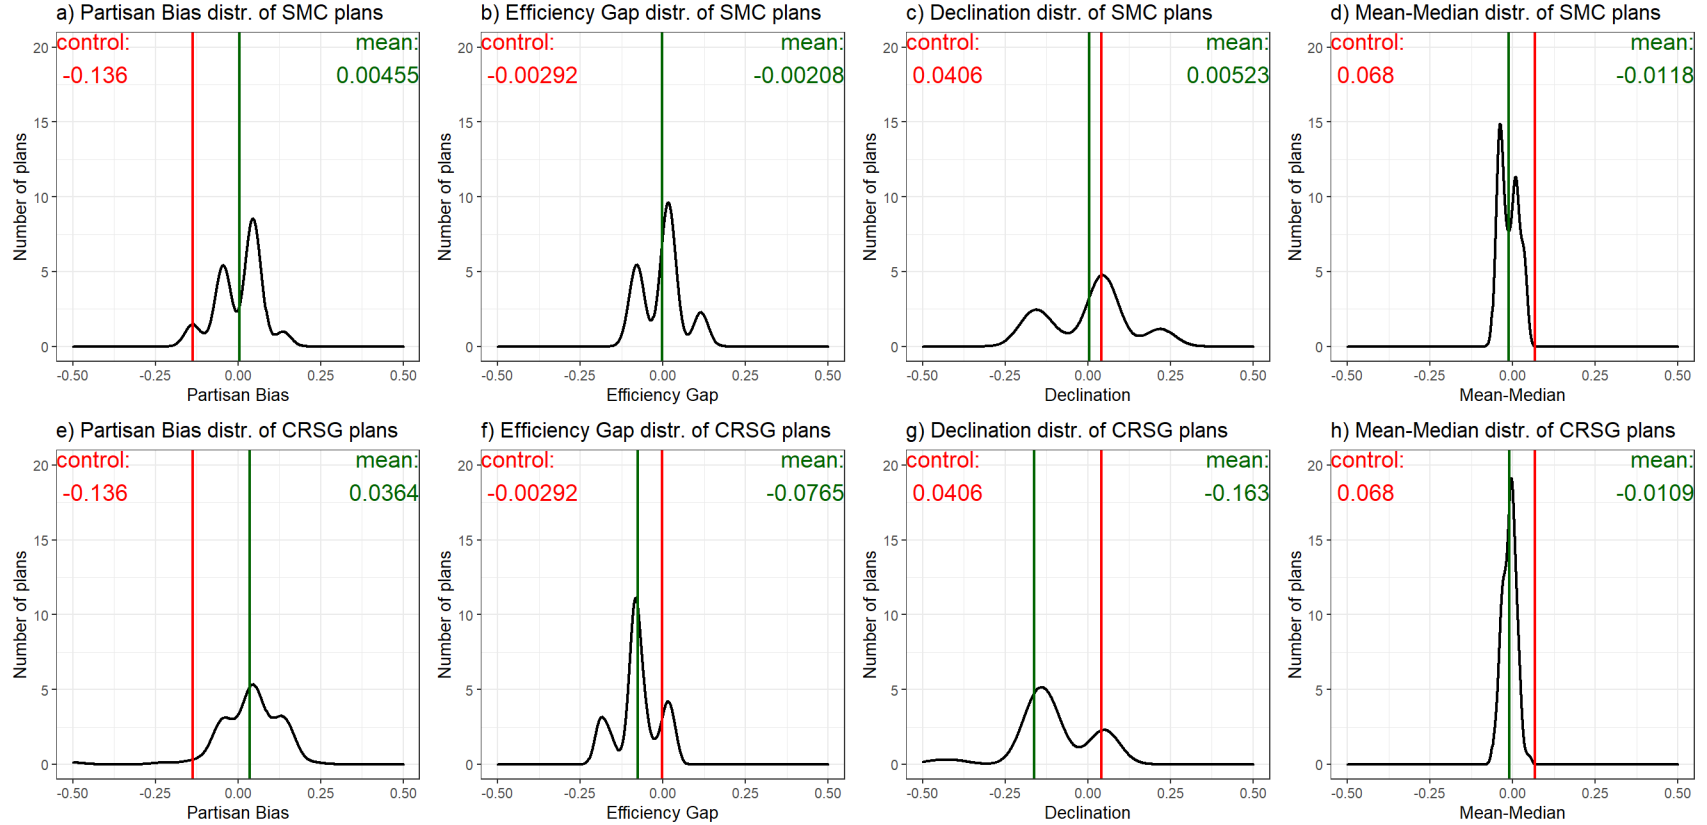 a) Partisan Bias distr. of SMC plans
control:
-0.136
mean:
0.00455
20
15
10
5
0
Number of plans
-0.50
-0.25
0.00
0.25
0.50
Partisan Bias
b) Efficiency Gap distr. of SMC plans
control:
-0.00292
mean:
-0.00208
20
15
10
5
0
Number of plans
-0.50
-0.25
0.00
0.25
0.50
Efficiency Gap
c) Declination distr. of SMC plans
control:
0.0406
mean:
0.00523
20
15
10
5
0
Number of plans
-0.50
-0.25
0.00
0.25
0.50
Declination
d) Mean-Median distr. of SMC plans
control:
0.068
mean:
-0.0118
20
15
10
5
0
Number of plans
-0.50
-0.25
0.00
0.25
0.50
Mean-Median
e) Partisan Bias distr. of CRSG plans
control:
-0.136
mean:
0.0364
20
15
10
5
0
Number of plans
-0.50
-0.25
0.00
0.25
0.50
Partisan Bias
f) Efficiency Gap distr. of CRSG plans
control:
-0.00292
mean:
-0.0765
20
15
10
5
0
Number of plans
-0.50
-0.25
0.00
0.25
0.50
Efficiency Gap
g) Declination distr. of CRSG plans
control:
0.0406
mean:
-0.163
20
15
10
5
0
Number of plans
-0.50
-0.25
0.00
0.25
0.50
Declination
h) Mean-Median distr. of CRSG plans
control:
0.068
mean:
-0.0109
20
15
10
5
0
Number of plans
-0.50
-0.25
0.00
0.25
0.50
Mean-Median